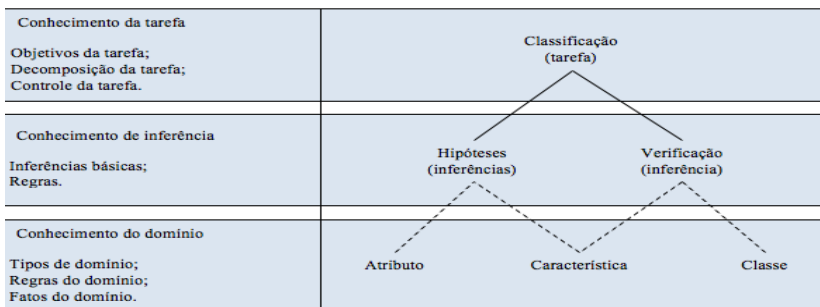 Conhecimento da tarefa
Objetivos da tarefa;
Decomposição da tarefa;
Controle da tarefa.
Classificação
(tarefa)
Conhecimento de inferência
Inferências básicas;
Regras.
Hipóteses
(inferências)
Verificação
(inferência)
Conhecimento do domínio
Tipos de domínio;
Regras do domínio;
Fatos do domínio.
Atributo
Característica
Classe